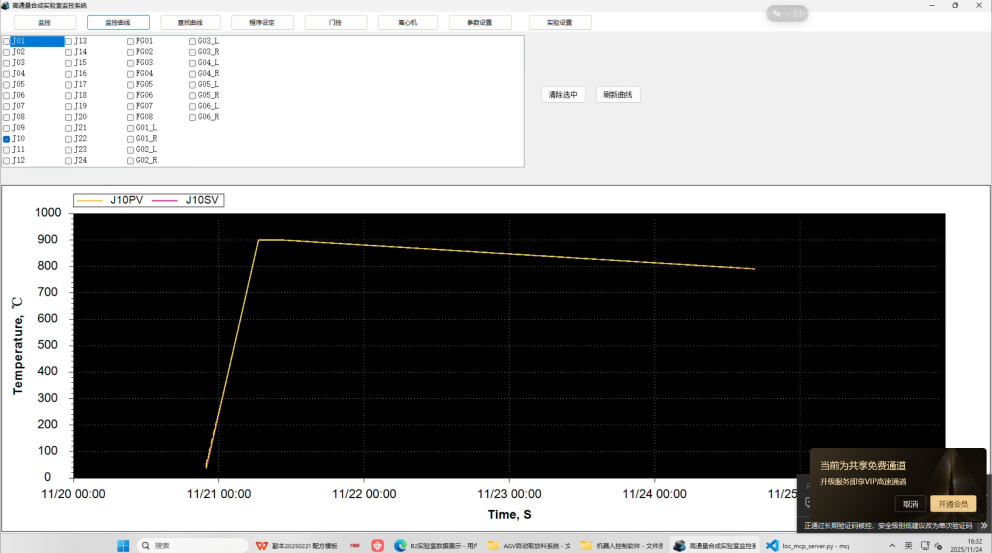 高通量合成实验室监控系统
监控 监控曲线 查找曲线 程序设定 门控 离心机 参数设置 实验设置
J01 J13 FG01 G03_L
J02 J14 FG02 G03_R
J03 J15 FG03 G04_L
J04 J16 FG04 G04_R
J05 J17 FG05 G05_L
J06 J18 FG06 G05_R
J07 J19 FG07 G06_L
J08 J20 FG08 G06_R
J09 J21 G01_L
J10 J22 G01_R
J11 J23 G02_L
J12 J24 G02_R
清除选中 刷新曲线
J10PV J10SV
1000
900
800
700
600
500
400
300
200
100
0
Temperature, ℃
11/20 00:00 11/21 00:00 11/22 00:00 11/23 00:00 11/24 00:00 11/25
Time, S
当前为共享免费通道
升级服务即享VIP高速通道
取消 开通会员
正通过长期验证码被控，安全级别低建议改为单次验证码
搜索
副本20250221 配方模板
B2实验室数据展示 - 用户
AGV自动取放料系统 - 文
机器人控制软件 - 文件资
高通量合成实验室监控系
loc_mcp_server.py - mcp
英
16:32
2025/11/24